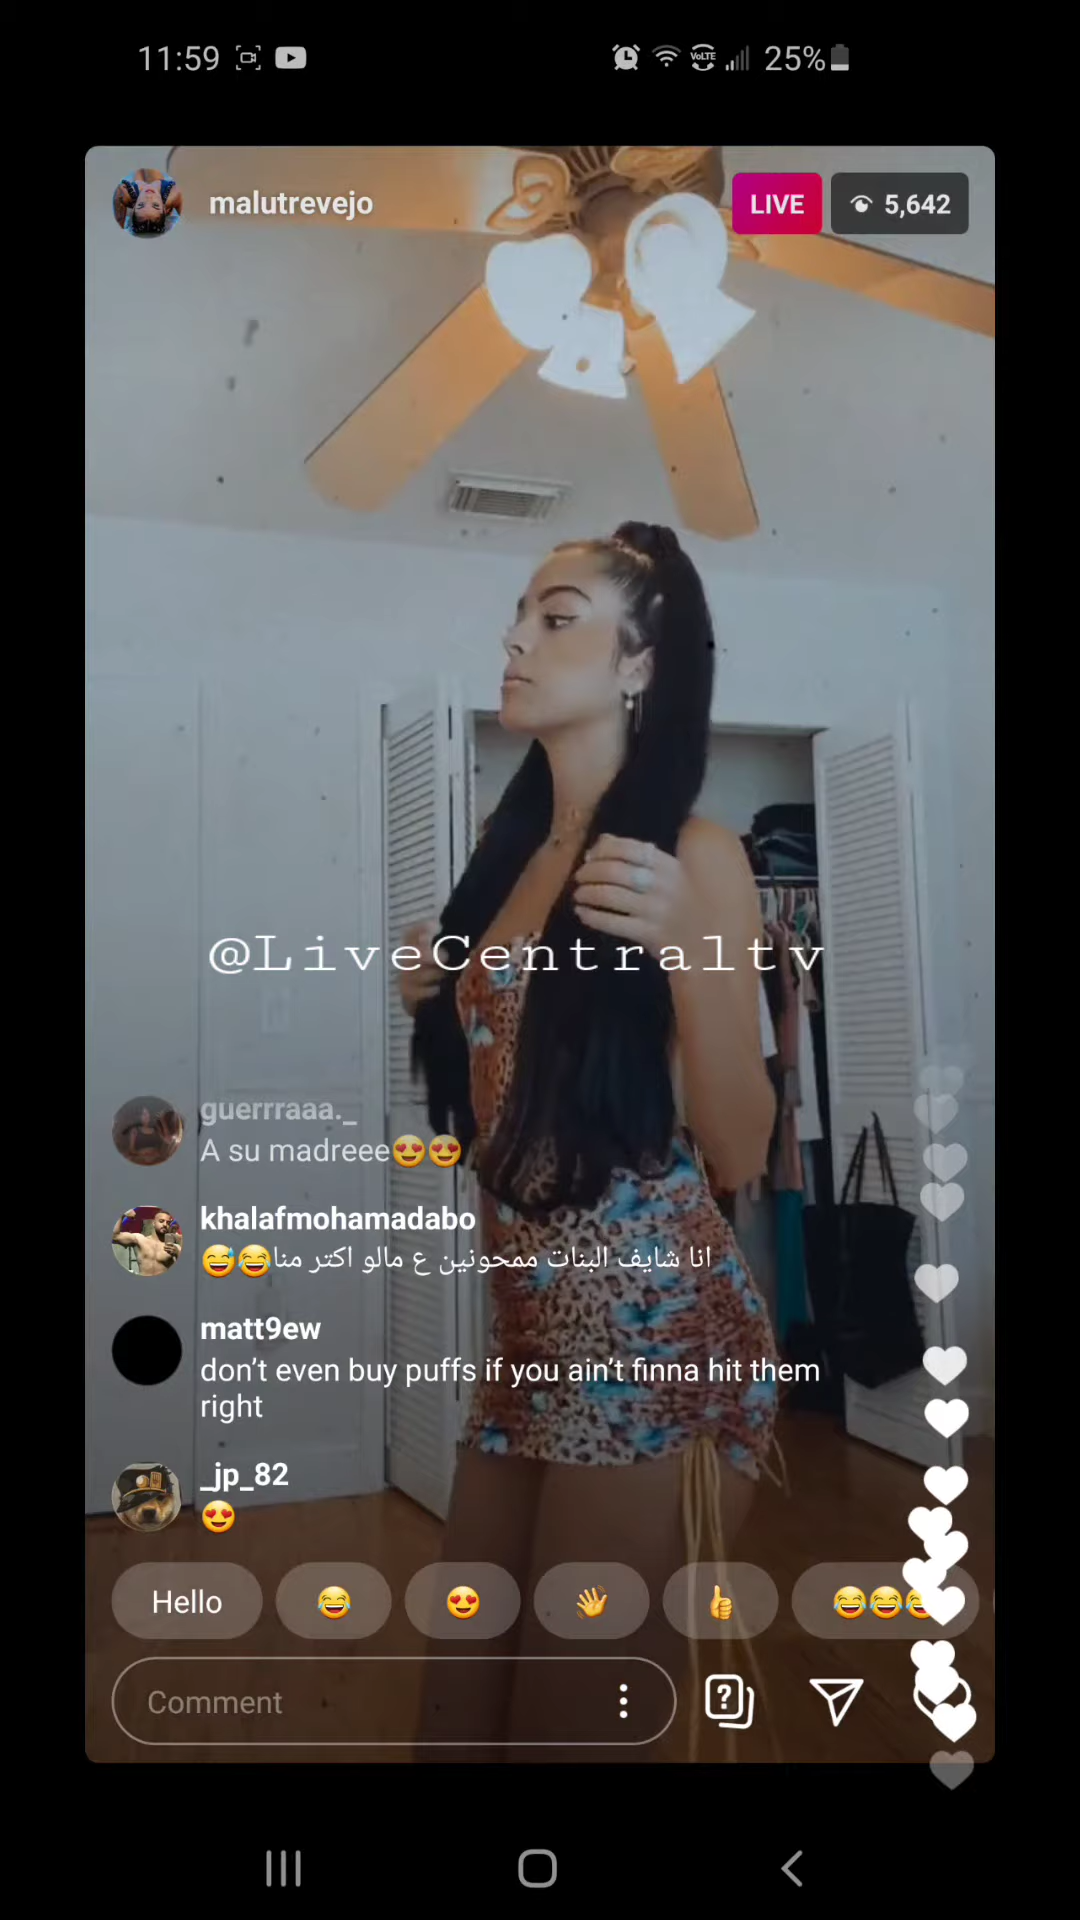 11:59
VoLTE
25%
malutrevejo
LIVE
5,642
@LiveCentraltv
guerrraaa._
A su madreee😍😍
khalafmohamadabo
انا شايف البنات ممحونين ع مالو اكتر منا😂😅
matt9ew
don't even buy puffs if you ain't finna hit them
right
_jp_82
😍
Hello 😂 😍 👋 👍 😂😂😂
Comment